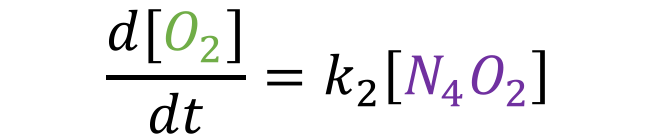 d[O₂]/dt = k₂[N₄O₂]